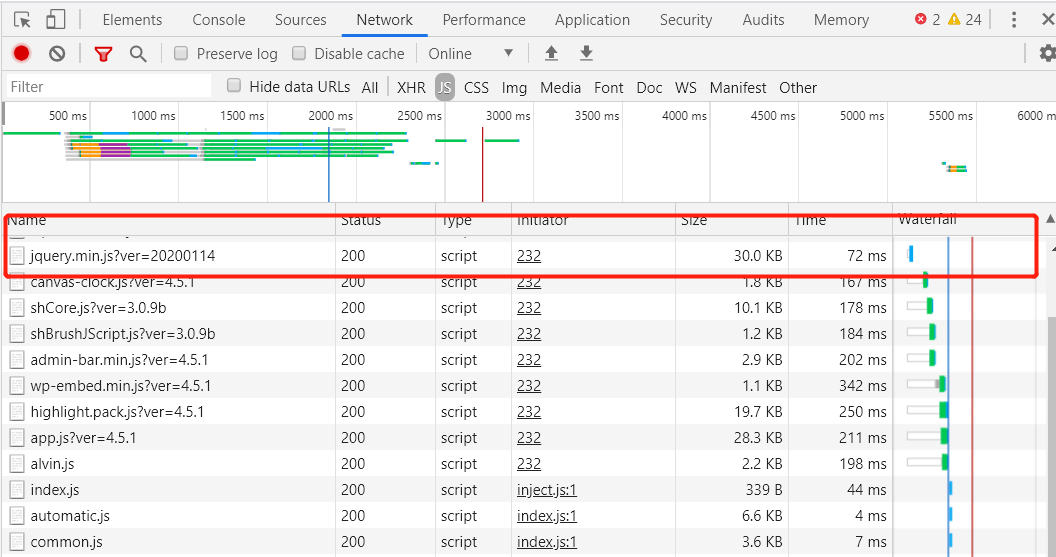 Elements Console Sources Network Performance Application Security Audits Memory 2 24
Preserve log Disable cache Online
Filter Hide data URLs All XHR JS CSS Img Media Font Doc WS Manifest Other
500 ms 1000 ms 1500 ms 2000 ms 2500 ms 3000 ms 3500 ms 4000 ms 4500 ms 5000 ms 5500 ms 6000 m
Name Status Type Initiator Size Time Waterfall
jquery.min.js?ver=20200114 200 script 232 30.0 KB 72 ms
canvas-clock.js?ver=4.5.1 200 script 232 1.8 KB 167 ms
shCore.js?ver=3.0.9b 200 script 232 10.1 KB 178 ms
shBrushJScript.js?ver=3.0.9b 200 script 232 1.2 KB 184 ms
admin-bar.min.js?ver=4.5.1 200 script 232 2.9 KB 202 ms
wp-embed.min.js?ver=4.5.1 200 script 232 1.1 KB 342 ms
highlight.pack.js?ver=4.5.1 200 script 232 19.7 KB 250 ms
app.js?ver=4.5.1 200 script 232 28.3 KB 211 ms
alvin.js 200 script 232 2.2 KB 198 ms
index.js 200 script inject.js:1 339 B 44 ms
automatic.js 200 script index.js:1 6.6 KB 4 ms
common.js 200 script index.js:1 3.6 KB 7 ms